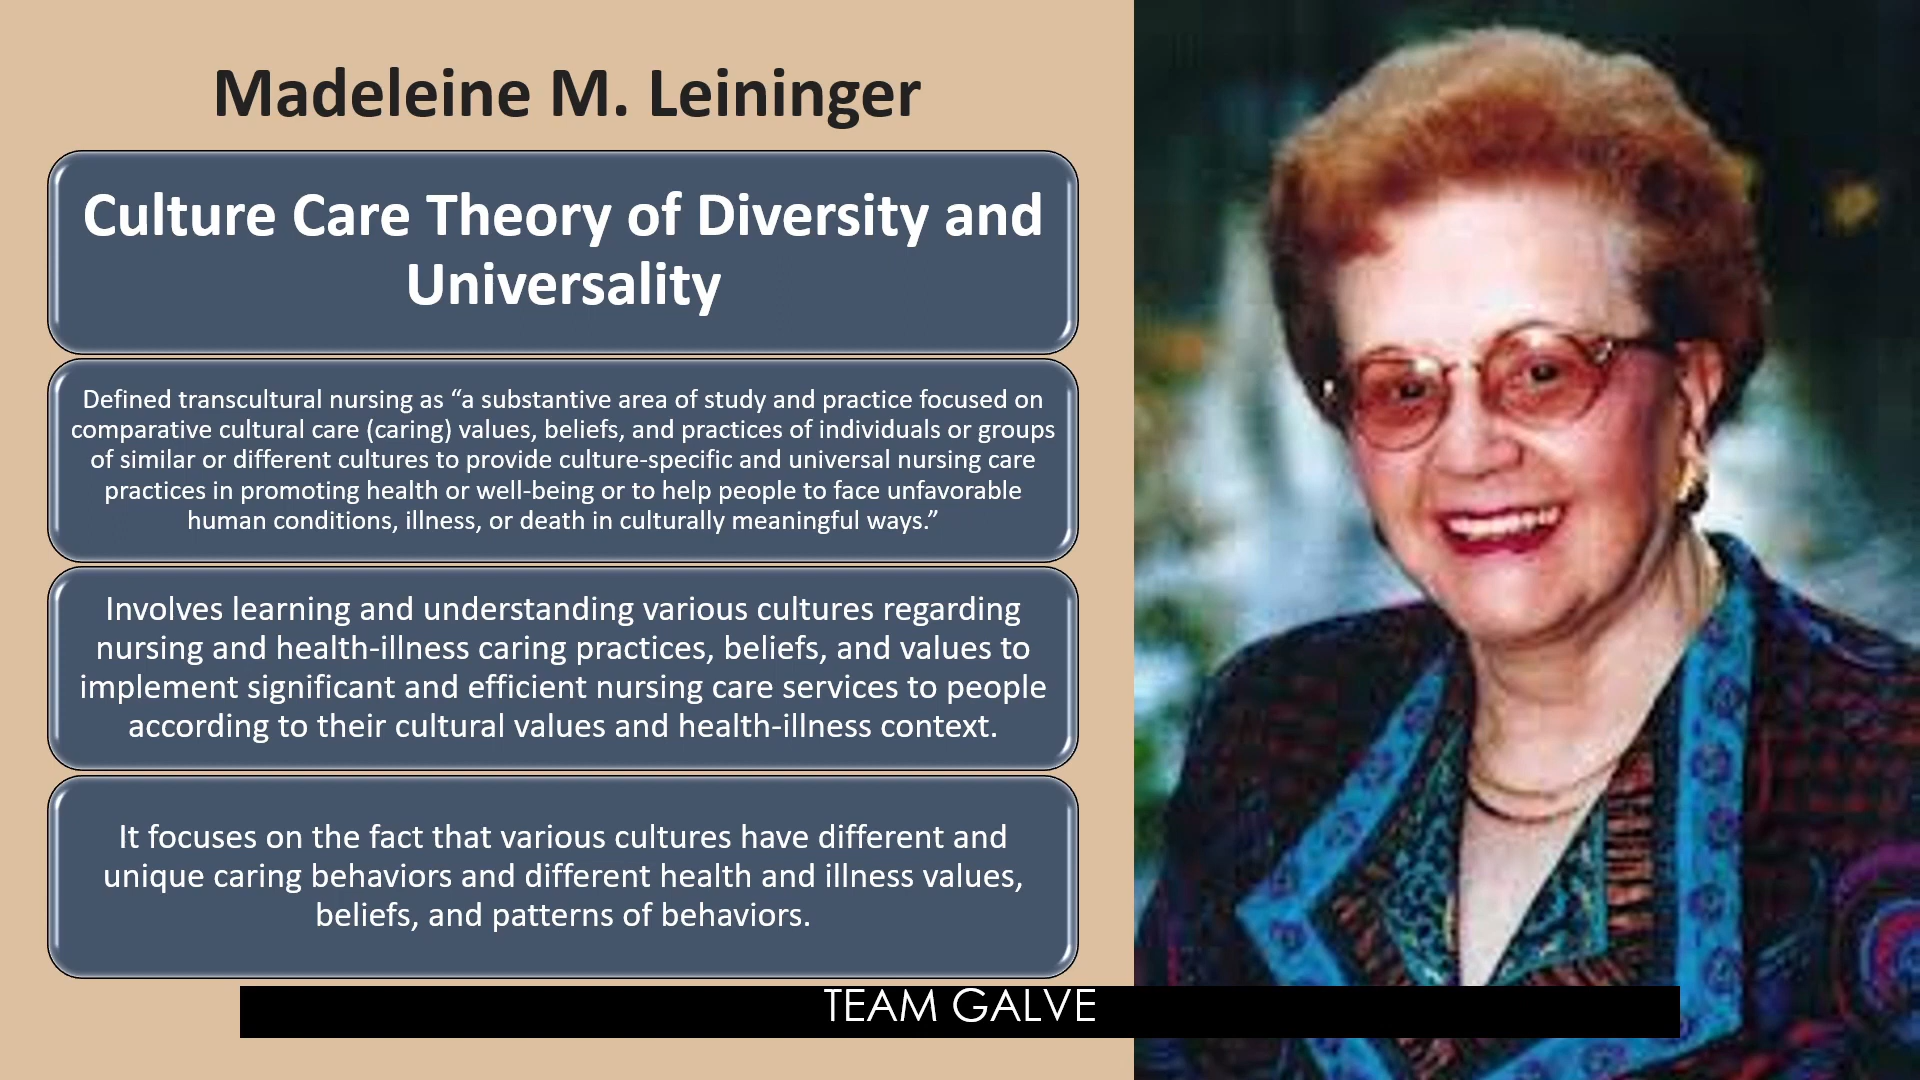 Madeleine M. Leininger
Culture Care Theory of Diversity and
Universality
Defined transcultural nursing as “a substantive area of study and practice focused on
comparative cultural care (caring) values, beliefs, and practices of individuals or groups
of similar or different cultures to provide culture-specific and universal nursing care
practices in promoting health or well-being or to help people to face unfavorable
human conditions, illness, or death in culturally meaningful ways.”
Involves learning and understanding various cultures regarding
nursing and health-illness caring practices, beliefs, and values to
implement significant and efficient nursing care services to people
according to their cultural values and health-illness context.
It focuses on the fact that various cultures have different and
unique caring behaviors and different health and illness values,
beliefs, and patterns of behaviors.
TEAM GALVE